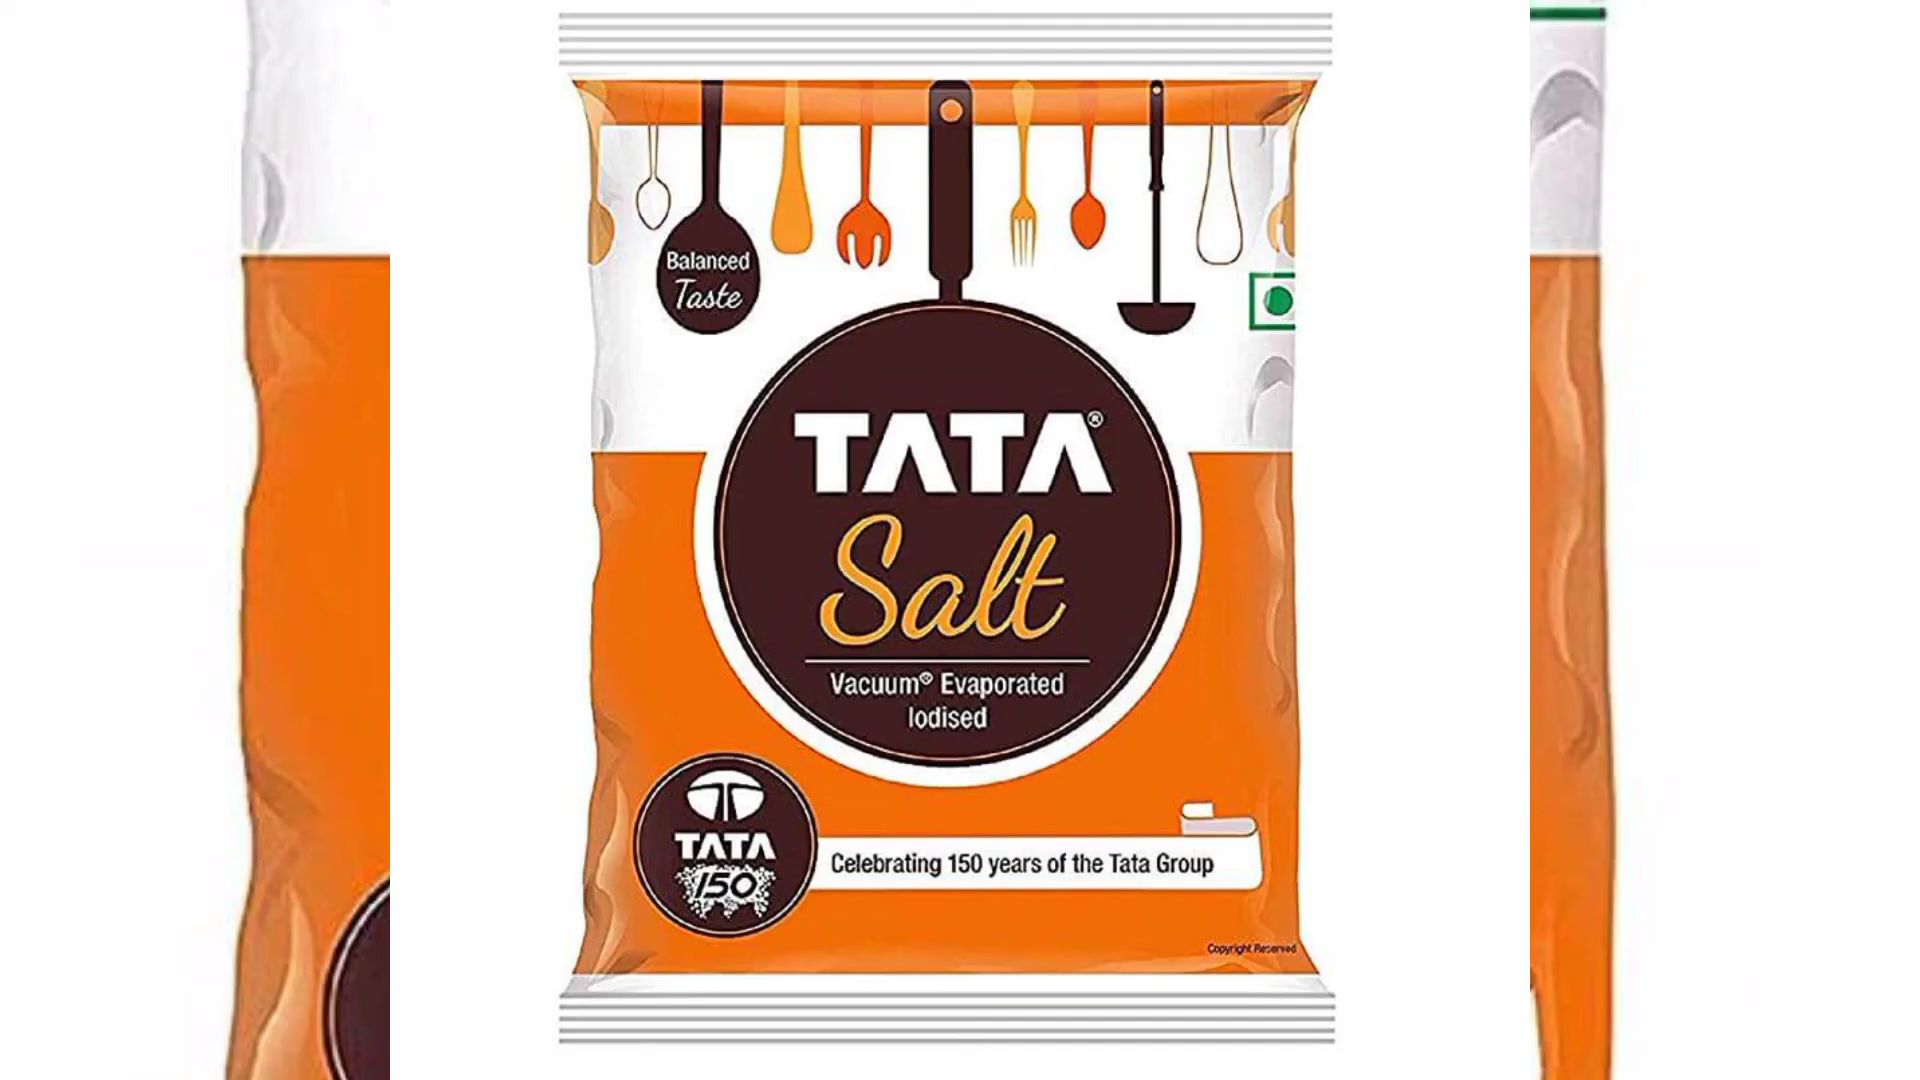 Balanced
Taste
TATA®
Salt
Vacuum® Evaporated
Iodised
TATA
150
Celebrating 150 years of the Tata Group
Copyright Reserved